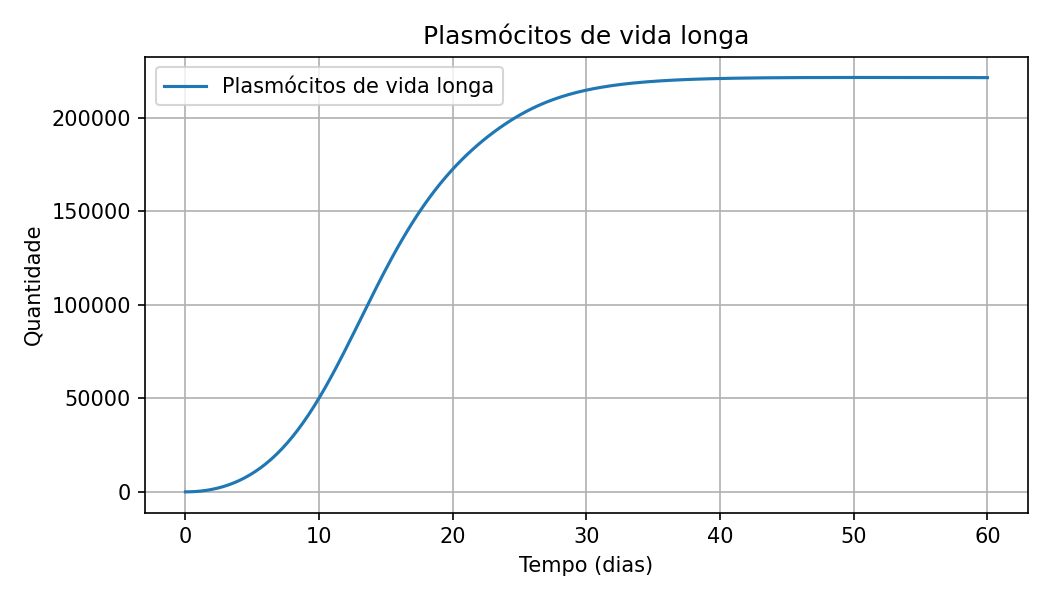 Plasmócitos de vida longa
Plasmócitos de vida longa
Quantidade
200000
150000
100000
50000
0
0 10 20 30 40 50 60
Tempo (dias)